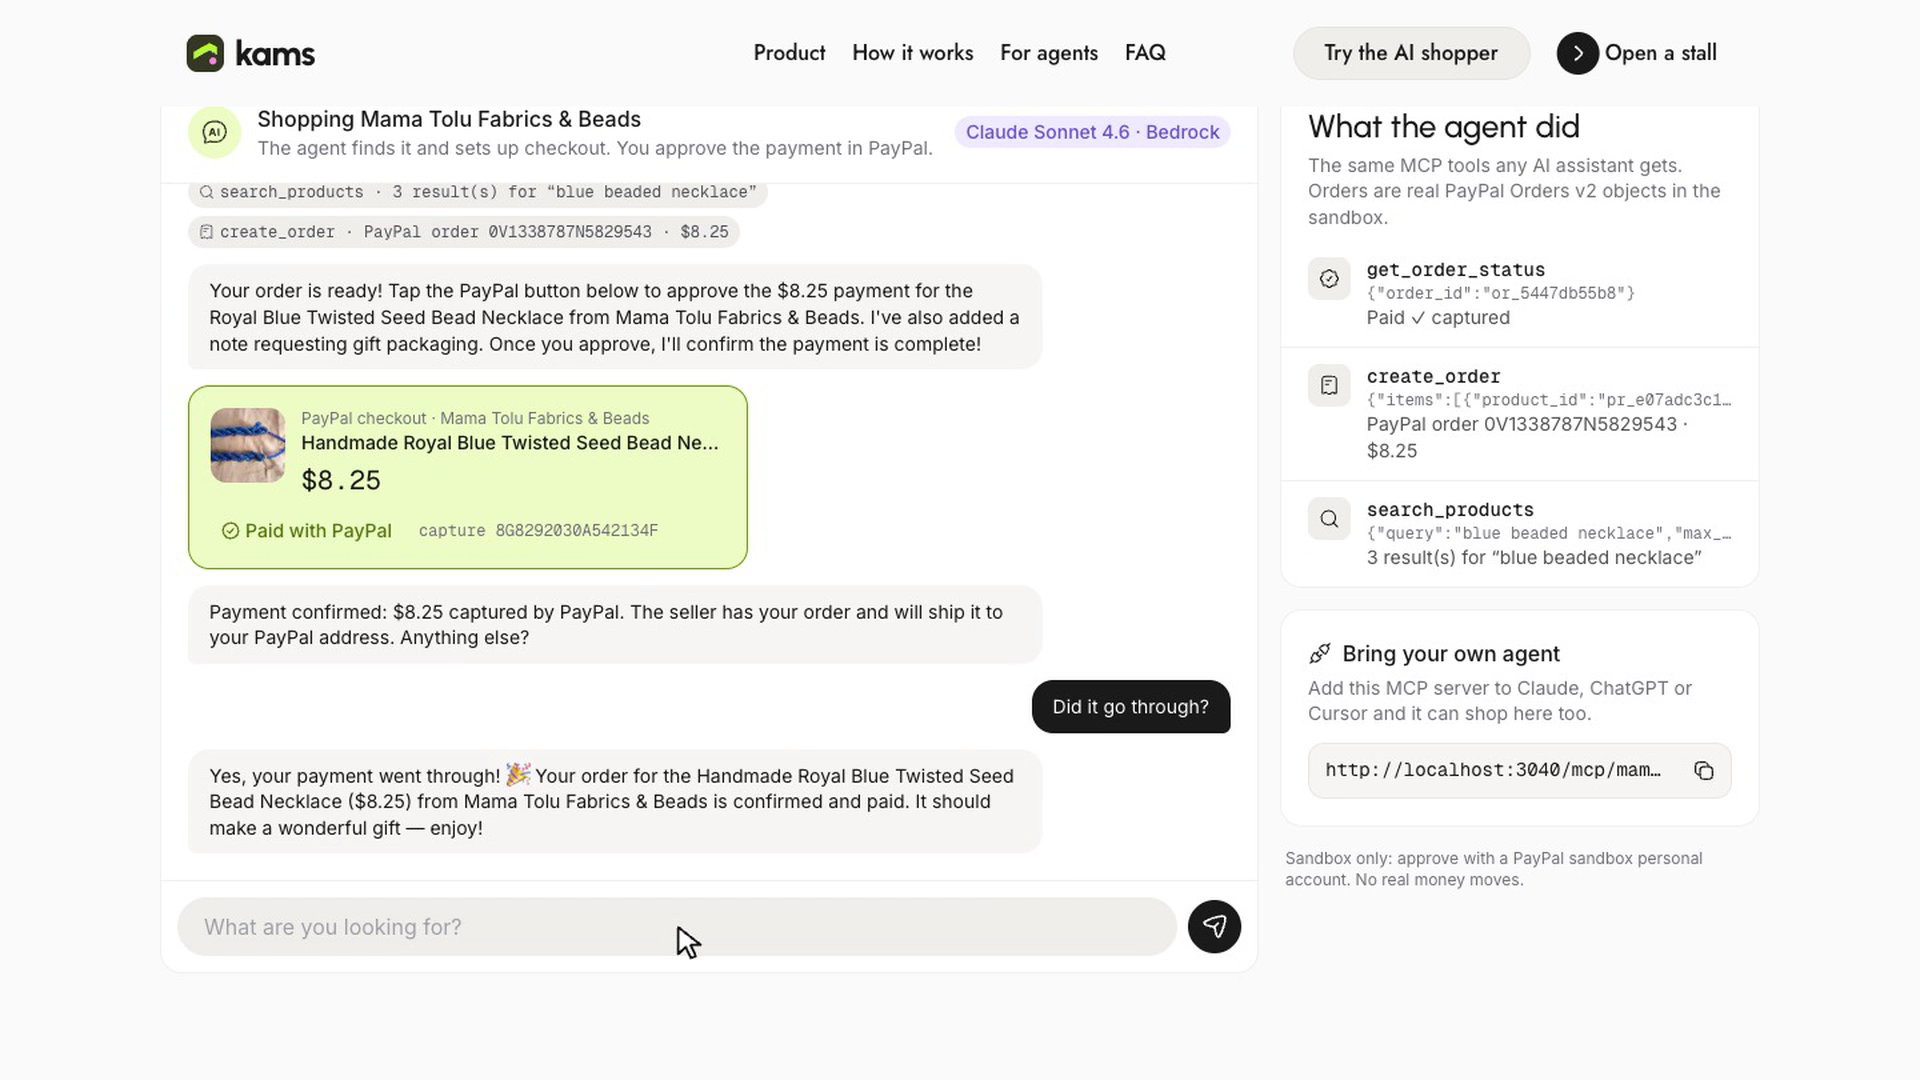 kams
Product
How it works
For agents
FAQ
Try the AI shopper
Open a stall
AI
Shopping Mama Tolu Fabrics & Beads
The agent finds it and sets up checkout. You approve the payment in PayPal.
Claude Sonnet 4.6 · Bedrock
search_products · 3 result(s) for “blue beaded necklace”
create_order · PayPal order 0V1338787N5829543 · $8.25
Your order is ready! Tap the PayPal button below to approve the $8.25 payment for the
Royal Blue Twisted Seed Bead Necklace from Mama Tolu Fabrics & Beads. I've also added a
note requesting gift packaging. Once you approve, I'll confirm the payment is complete!
PayPal checkout · Mama Tolu Fabrics & Beads
Handmade Royal Blue Twisted Seed Bead Ne...
$8.25
Paid with PayPal
capture 8G8292030A542134F
Payment confirmed: $8.25 captured by PayPal. The seller has your order and will ship it to
your PayPal address. Anything else?
Did it go through?
Yes, your payment went through! 🎉 Your order for the Handmade Royal Blue Twisted Seed
Bead Necklace ($8.25) from Mama Tolu Fabrics & Beads is confirmed and paid. It should
make a wonderful gift — enjoy!
What are you looking for?
What the agent did
The same MCP tools any AI assistant gets.
Orders are real PayPal Orders v2 objects in the
sandbox.
get_order_status
{"order_id":"or_5447db55b8"}
Paid ✓ captured
create_order
{"items":[{"product_id":"pr_e07adc3c1…
PayPal order 0V1338787N5829543 ·
$8.25
search_products
{"query":"blue beaded necklace","max_…
3 result(s) for “blue beaded necklace”
Bring your own agent
Add this MCP server to Claude, ChatGPT or
Cursor and it can shop here too.
http://localhost:3040/mcp/mam…
Sandbox only: approve with a PayPal sandbox personal
account. No real money moves.